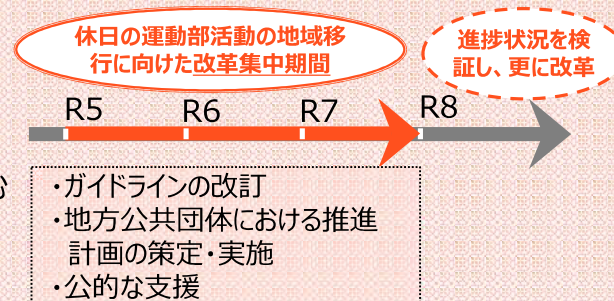 休日の運動部活動の地域移
行に向けた改革集中期間
進捗状況を検
証し、更に改革
R5 R6 R7 R8
む
・ガイドラインの改訂
・地方公共団体における推進
計画の策定・実施
・公的な支援